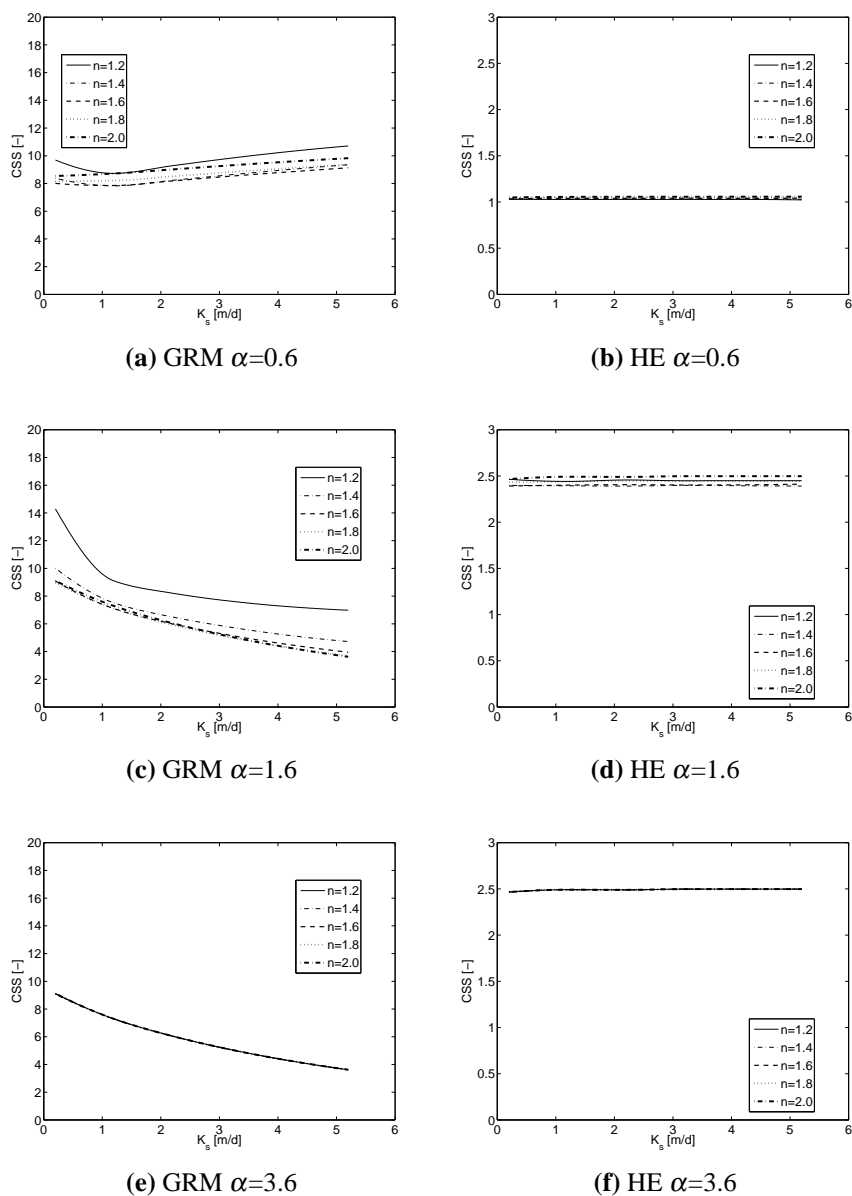 20
18
16
14
12
10
8
6
4
2
0
CSS [−]
n=1.2
n=1.4
n=1.6
n=1.8
n=2.0
0 1 2 3 4 5 6
K_s [m/d]
(a) GRM α=0.6
3
2.5
2
1.5
1
0.5
0
CSS [−]
n=1.2
n=1.4
n=1.6
n=1.8
n=2.0
0 1 2 3 4 5 6
K_s [m/d]
(b) HE α=0.6
20
18
16
14
12
10
8
6
4
2
0
CSS [−]
n=1.2
n=1.4
n=1.6
n=1.8
n=2.0
0 1 2 3 4 5 6
K_s [m/d]
(c) GRM α=1.6
3
2.5
2
1.5
1
0.5
0
CSS [−]
n=1.2
n=1.4
n=1.6
n=1.8
n=2.0
0 1 2 3 4 5 6
K_s [m/d]
(d) HE α=1.6
20
18
16
14
12
10
8
6
4
2
0
CSS [−]
n=1.2
n=1.4
n=1.6
n=1.8
n=2.0
0 1 2 3 4 5 6
K_s [m/d]
(e) GRM α=3.6
3
2.5
2
1.5
1
0.5
0
CSS [−]
n=1.2
n=1.4
n=1.6
n=1.8
n=2.0
0 1 2 3 4 5 6
K_s [m/d]
(f) HE α=3.6